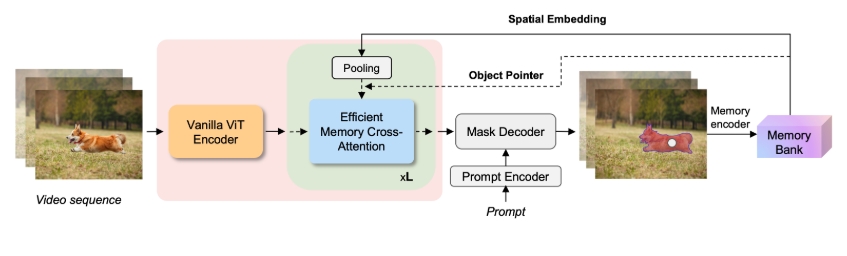 Spatial Embedding
Pooling
Object Pointer
Vanilla ViT
Encoder
Efficient
Memory Cross-
Attention
xL
Mask Decoder
Prompt Encoder
Prompt
Memory
encoder
Memory
Bank
Video sequence